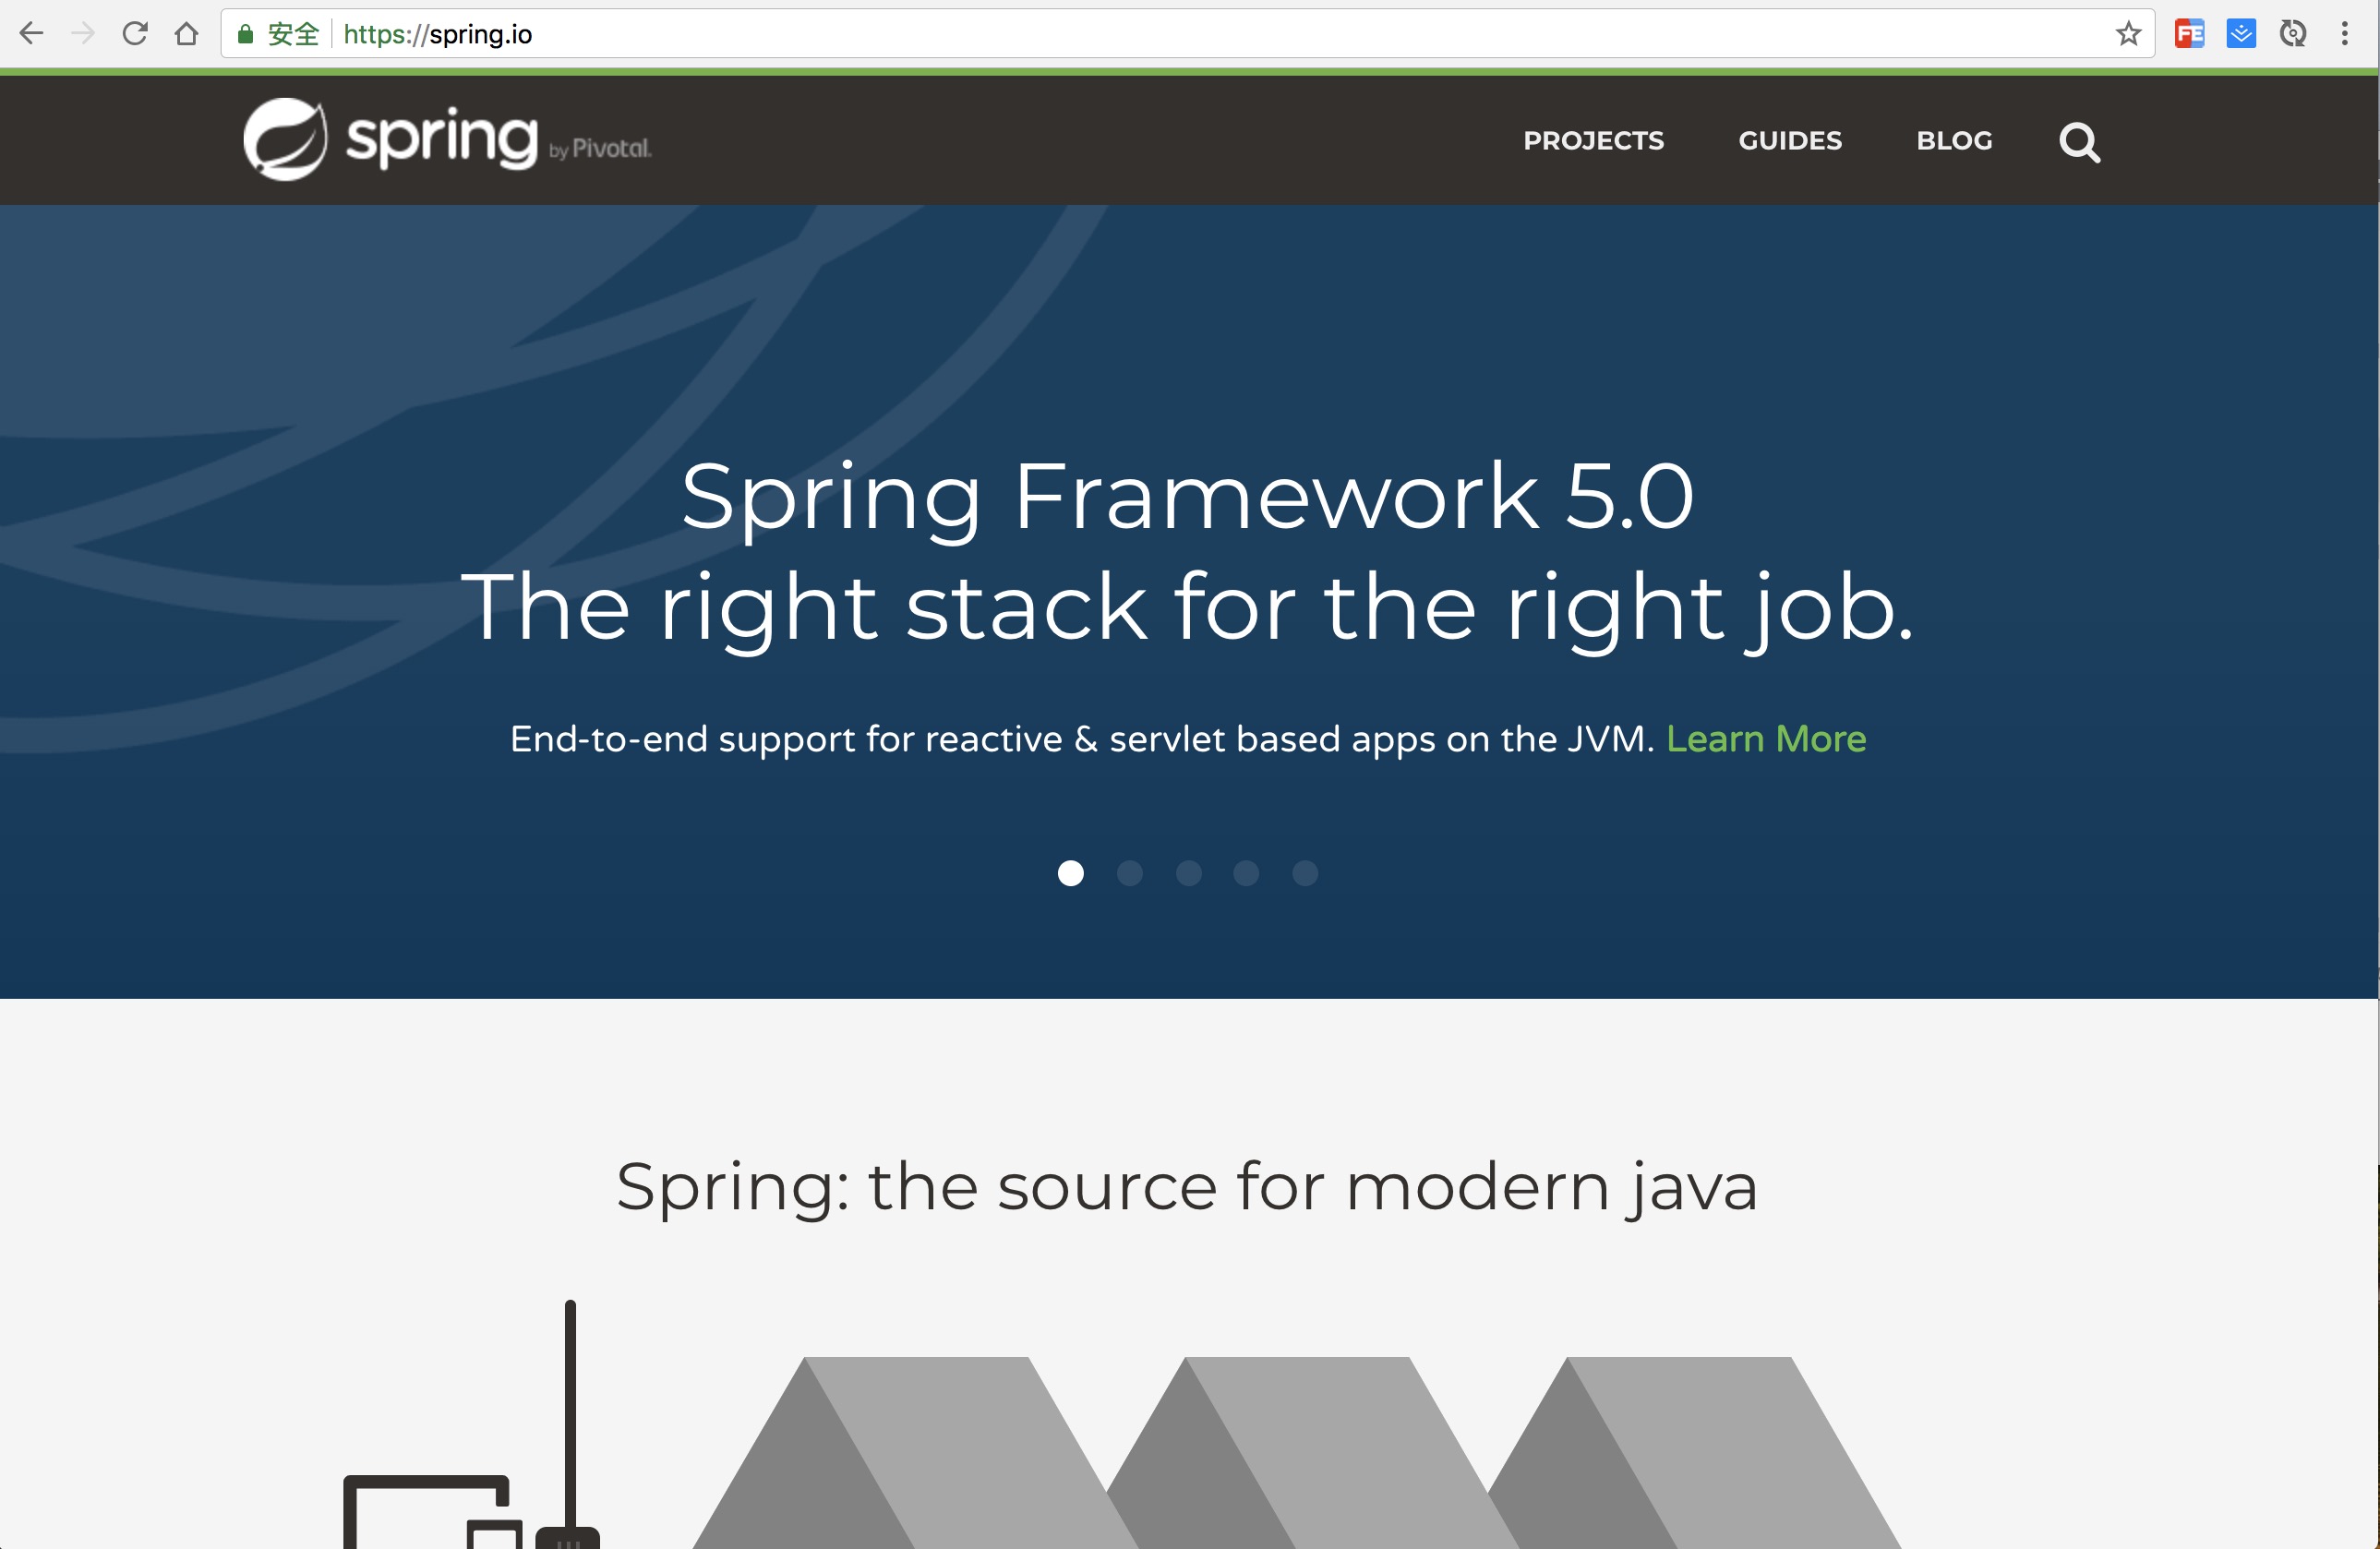 安全 https://spring.io
FE
spring by Pivotal.
PROJECTS GUIDES BLOG
Spring Framework 5.0
The right stack for the right job.
End-to-end support for reactive & servlet based apps on the JVM. Learn More
Spring: the source for modern java